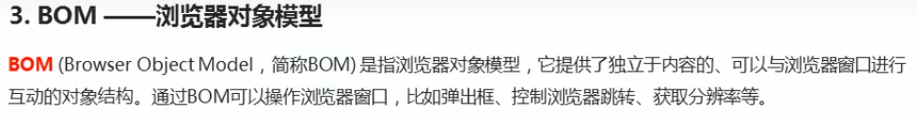 3. BOM ——浏览器对象模型
BOM (Browser Object Model，简称BOM) 是指浏览器对象模型，它提供了独立于内容的、可以与浏览器窗口进行
互动的对象结构。通过BOM可以操作浏览器窗口，比如弹出框、控制浏览器跳转、获取分辨率等。